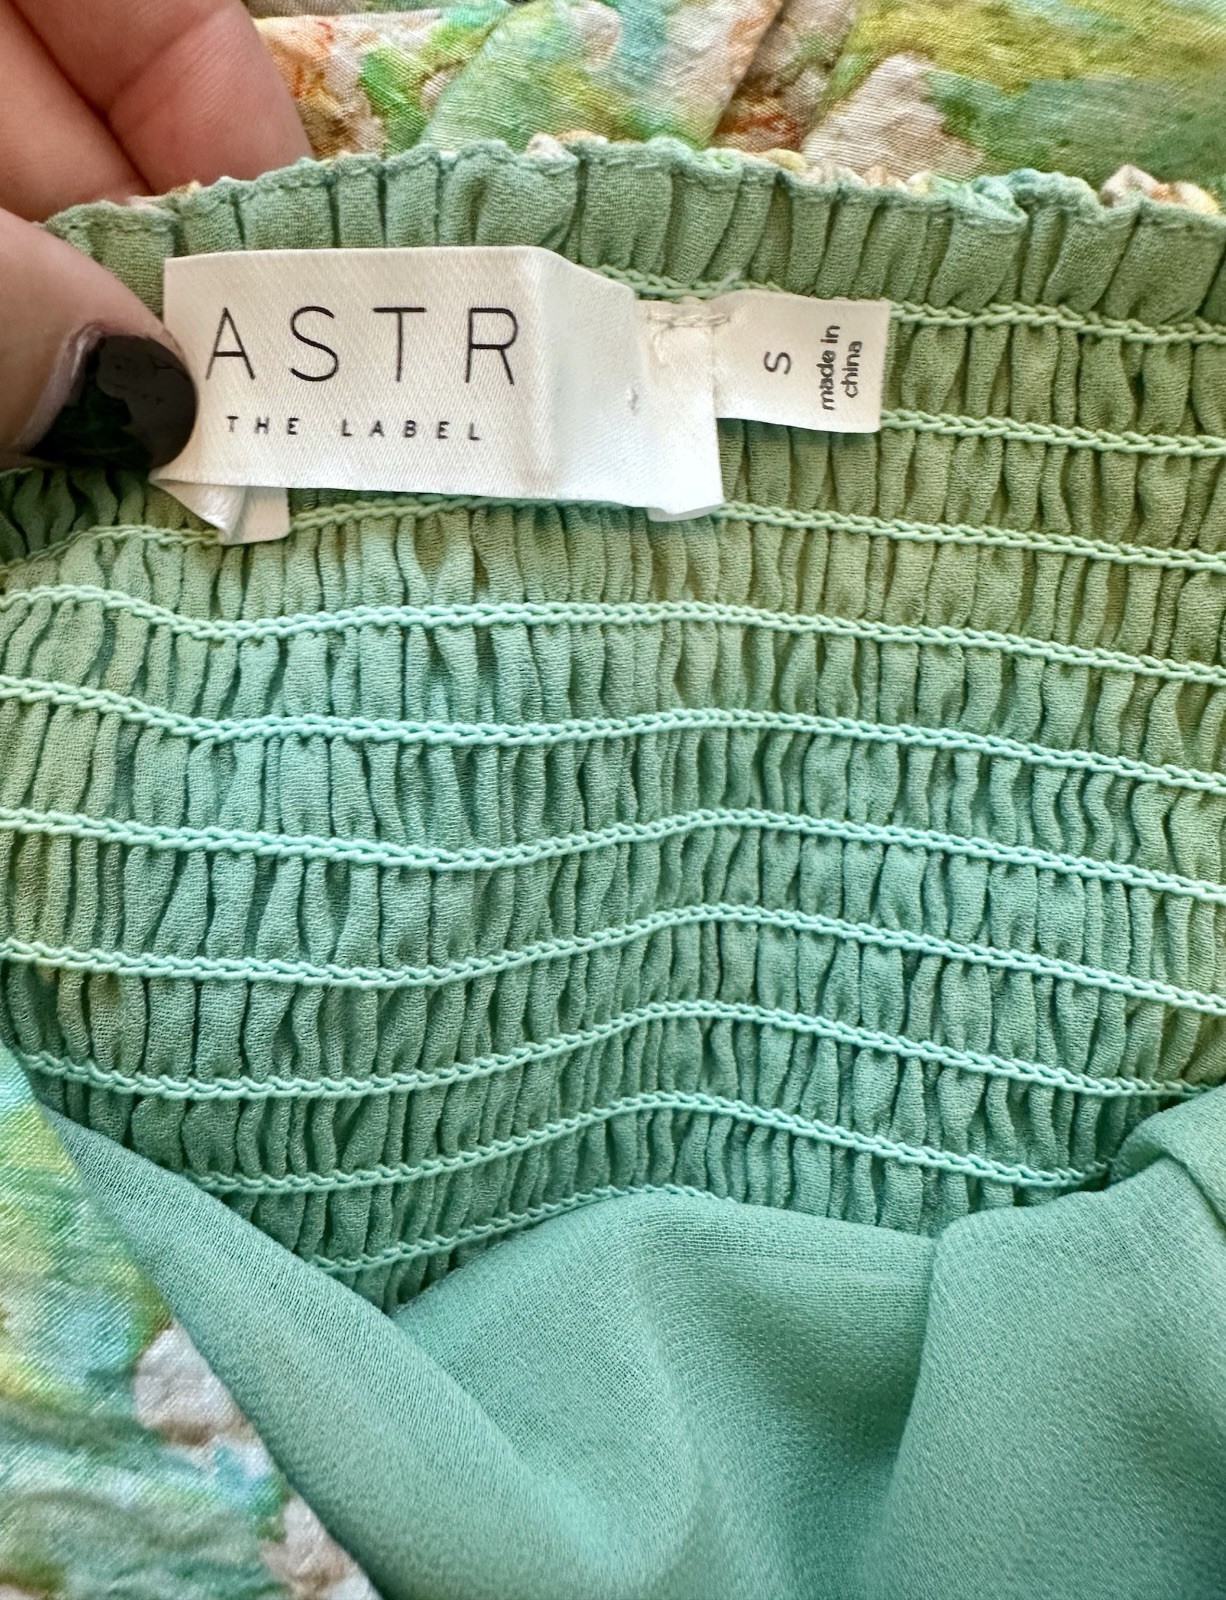 ASTR
THE LABEL
S
made in
china